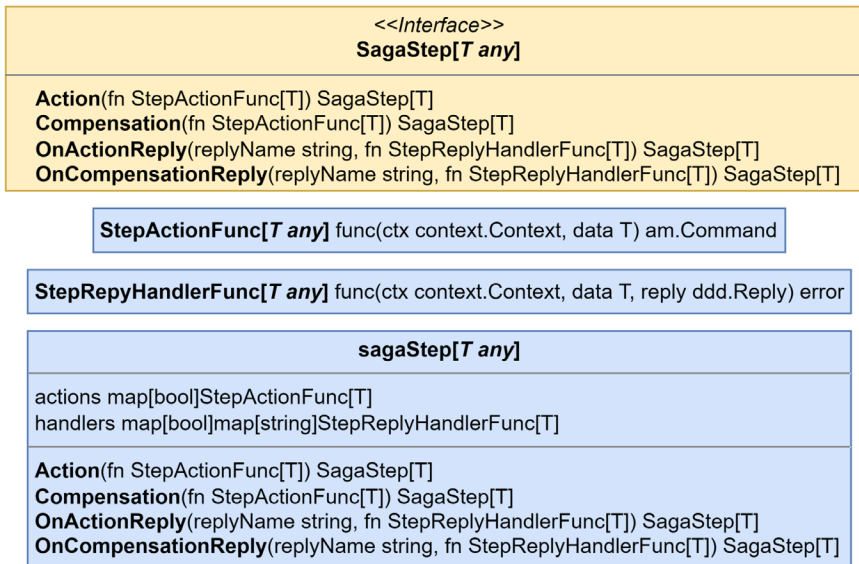 <<Interface>>
SagaStep[T any]
Action(fn StepActionFunc[T]) SagaStep[T]
Compensation(fn StepActionFunc[T]) SagaStep[T]
OnActionReply(replyName string, fn StepReplyHandlerFunc[T]) SagaStep[T]
OnCompensationReply(replyName string, fn StepReplyHandlerFunc[T]) SagaStep[T]
StepActionFunc[T any] func(ctx context.Context, data T) am.Command
StepRepyHandlerFunc[T any] func(ctx context.Context, data T, reply ddd.Reply) error
sagaStep[T any]
actions map[bool]StepActionFunc[T]
handlers map[bool]map[string]StepReplyHandlerFunc[T]
Action(fn StepActionFunc[T]) SagaStep[T]
Compensation(fn StepActionFunc[T]) SagaStep[T]
OnActionReply(replyName string, fn StepReplyHandlerFunc[T]) SagaStep[T]
OnCompensationReply(replyName string, fn StepReplyHandlerFunc[T]) SagaStep[T]